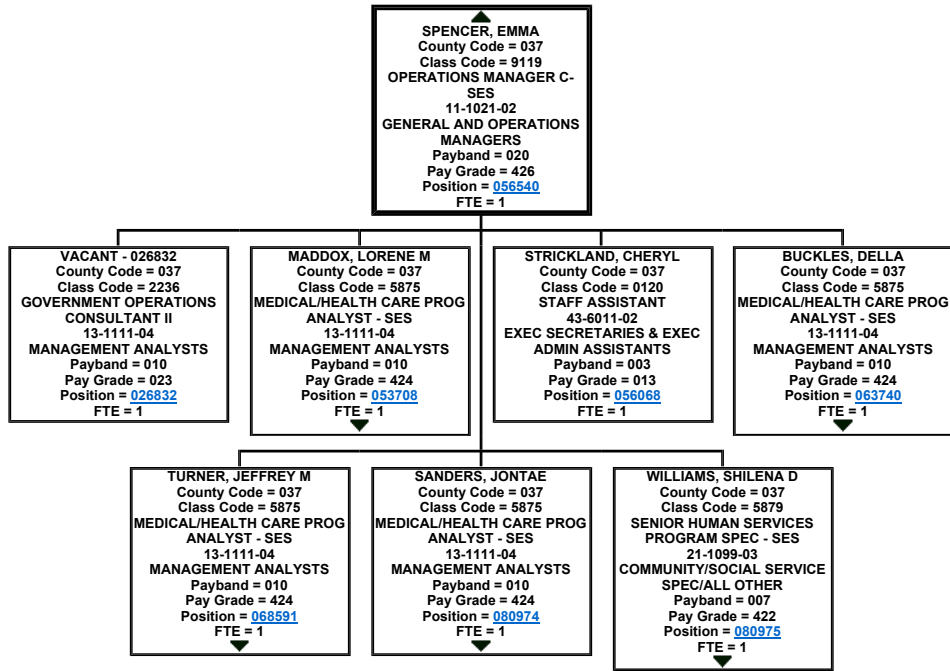 SPENCER, EMMA
County Code = 037
Class Code = 9119
OPERATIONS MANAGER C-
SES
11-1021-02
GENERAL AND OPERATIONS
MANAGERS
Payband = 020
Pay Grade = 426
Position = 056540
FTE = 1
VACANT - 026832
County Code = 037
Class Code = 2236
GOVERNMENT OPERATIONS
CONSULTANT II
13-1111-04
MANAGEMENT ANALYSTS
Payband = 010
Pay Grade = 023
Position = 026832
FTE = 1
MADDOX, LORENE M
County Code = 037
Class Code = 5875
MEDICAL/HEALTH CARE PROG
ANALYST - SES
13-1111-04
MANAGEMENT ANALYSTS
Payband = 010
Pay Grade = 424
Position = 053708
FTE = 1
STRICKLAND, CHERYL
County Code = 037
Class Code = 0120
STAFF ASSISTANT
43-6011-02
EXEC SECRETARIES & EXEC
ADMIN ASSISTANTS
Payband = 003
Pay Grade = 013
Position = 056068
FTE = 1
BUCKLES, DELLA
County Code = 037
Class Code = 5875
MEDICAL/HEALTH CARE PROG
ANALYST - SES
13-1111-04
MANAGEMENT ANALYSTS
Payband = 010
Pay Grade = 424
Position = 063740
FTE = 1
TURNER, JEFFREY M
County Code = 037
Class Code = 5875
MEDICAL/HEALTH CARE PROG
ANALYST - SES
13-1111-04
MANAGEMENT ANALYSTS
Payband = 010
Pay Grade = 424
Position = 068591
FTE = 1
SANDERS, JONTAE
County Code = 037
Class Code = 5875
MEDICAL/HEALTH CARE PROG
ANALYST - SES
13-1111-04
MANAGEMENT ANALYSTS
Payband = 010
Pay Grade = 424
Position = 080974
FTE = 1
WILLIAMS, SHILENA D
County Code = 037
Class Code = 5879
SENIOR HUMAN SERVICES
PROGRAM SPEC - SES
21-1099-03
COMMUNITY/SOCIAL SERVICE
SPEC/ALL OTHER
Payband = 007
Pay Grade = 422
Position = 080975
FTE = 1